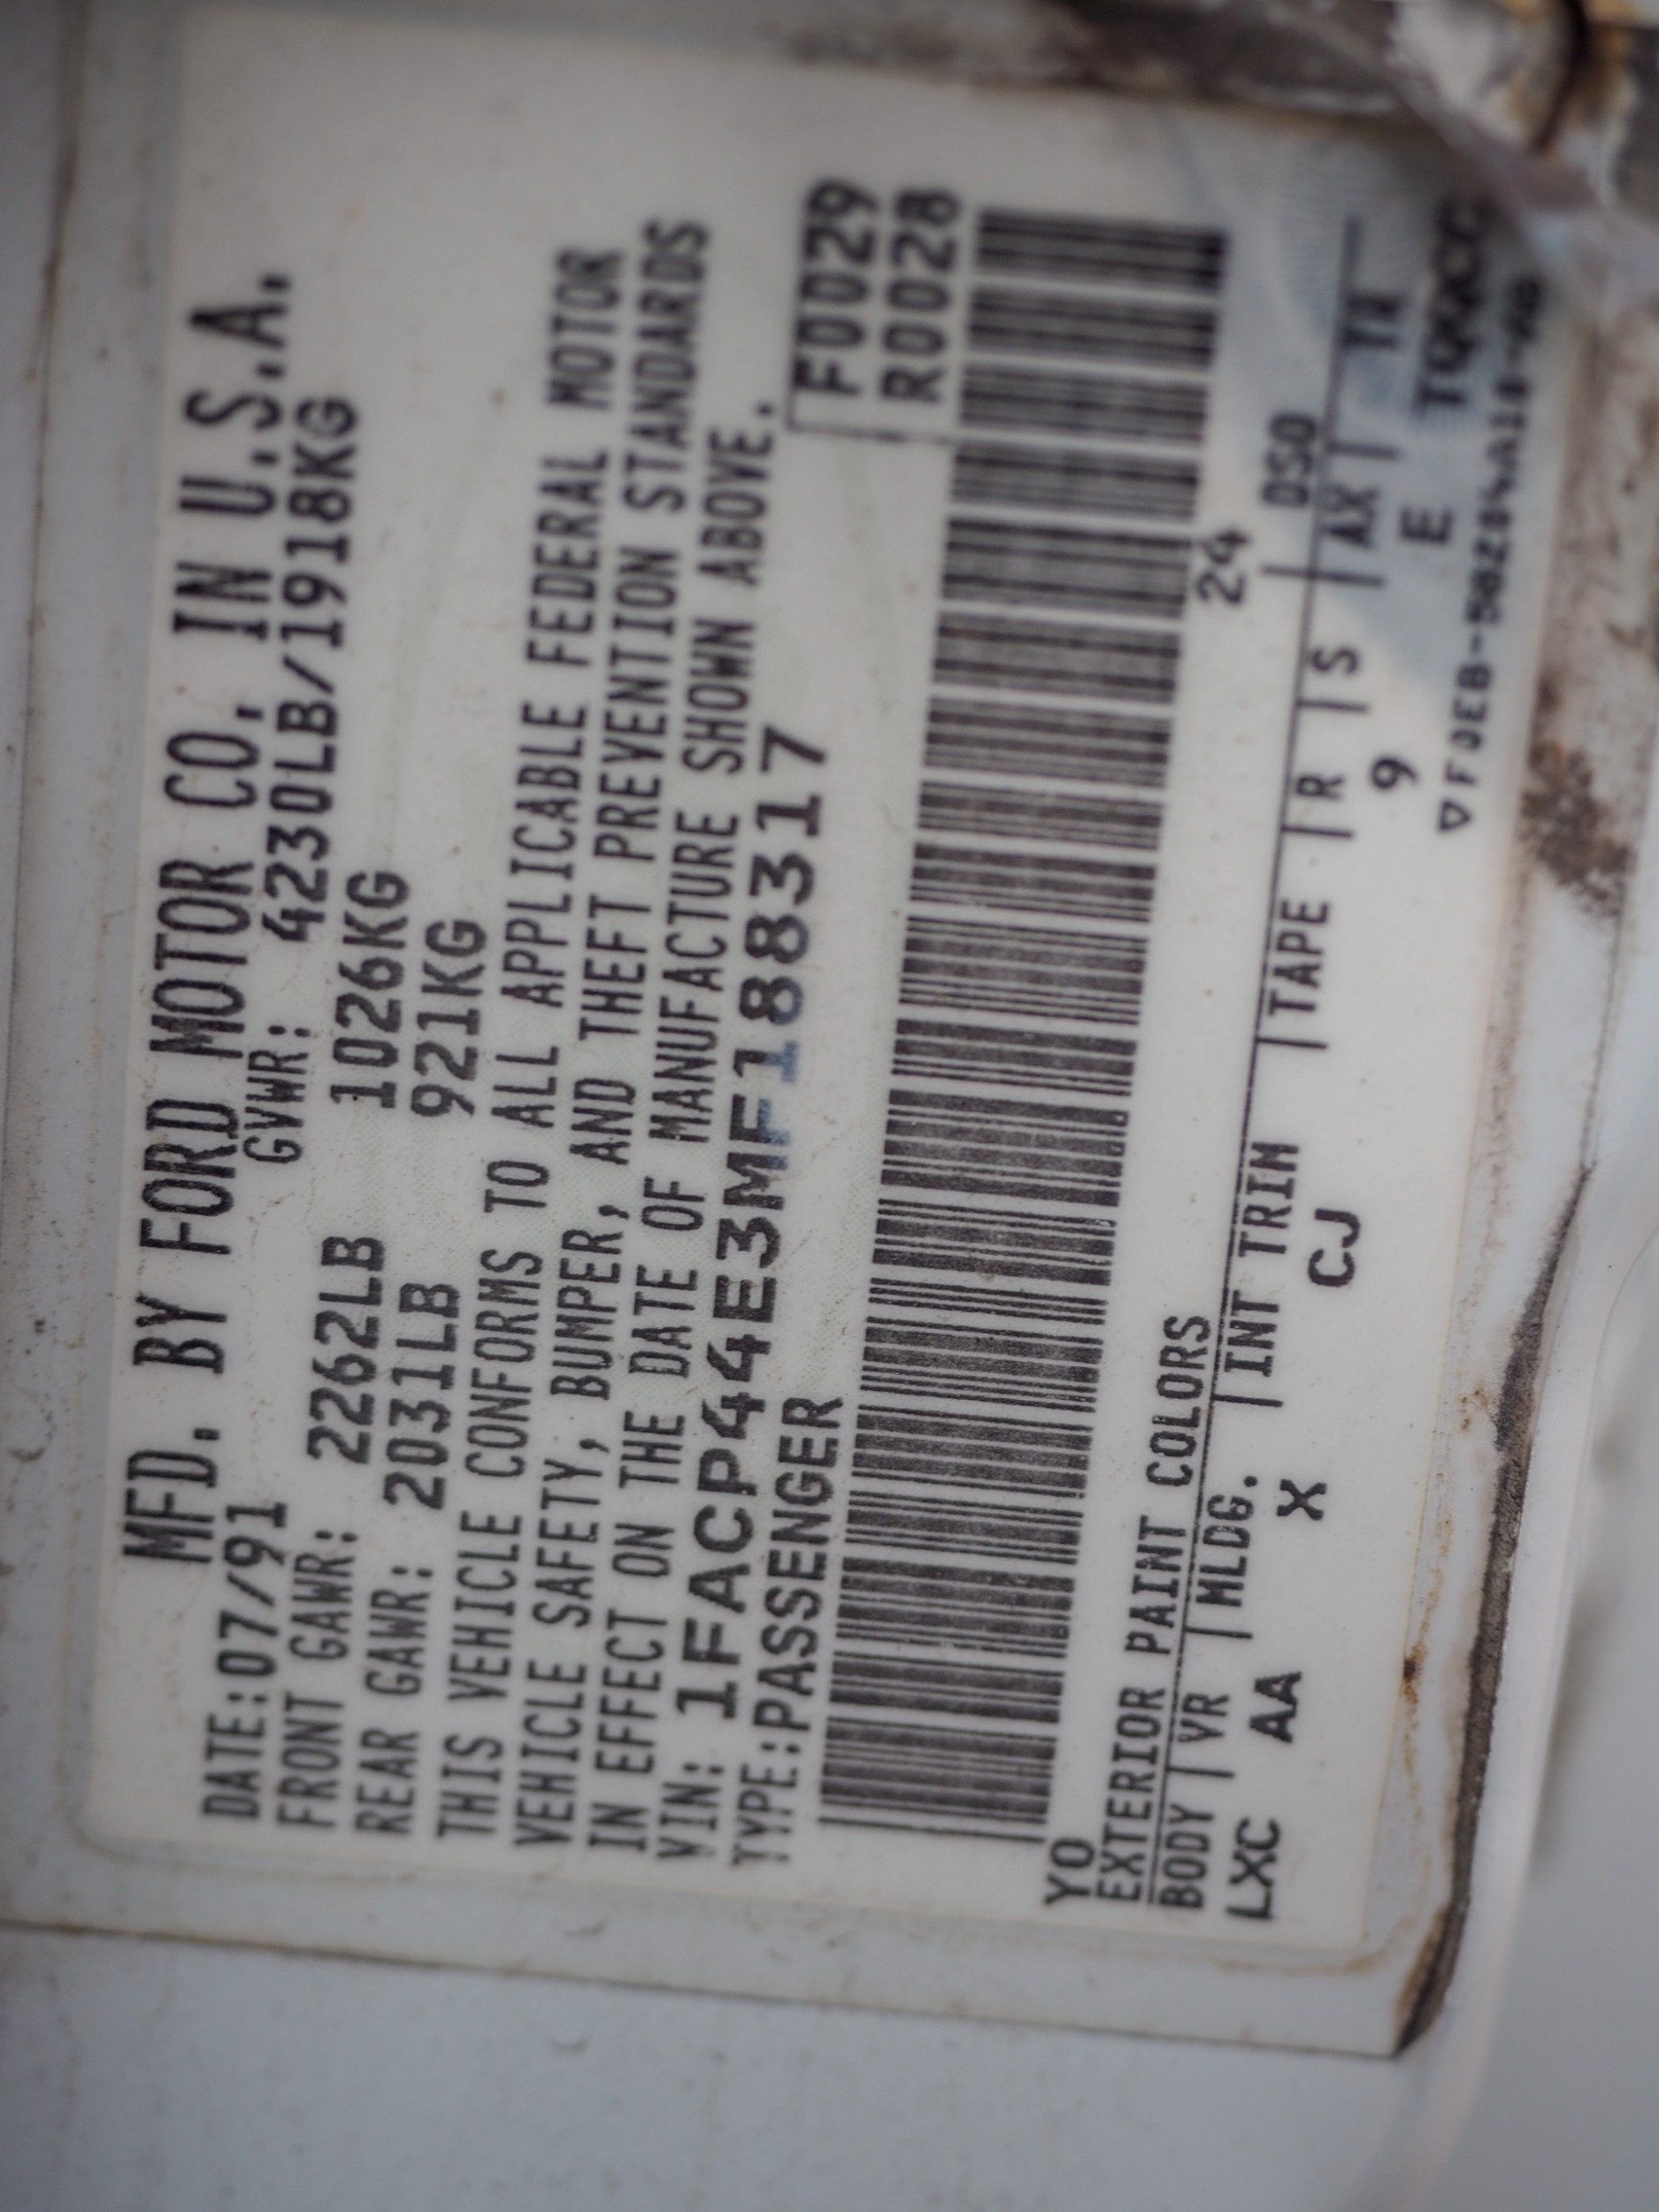 MFD. BY FORD MOTOR CO. IN U.S.A.
DATE:07/91 GVWR: 4230LB/1918KG
FRONT GAWR: 2262LB 1026KG
REAR GAWR: 2031LB 921KG
THIS VEHICLE CONFORMS TO ALL APPLICABLE FEDERAL MOTOR
VEHICLE SAFETY, BUMPER, AND THEFT PREVENTION STANDARDS
IN EFFECT ON THE DATE OF MANUFACTURE SHOWN ABOVE.
VIN: 1FACP44E3MF188317
TYPE:PASSENGER
F0029
R0028
YO 24
EXTERIOR PAINT COLORS DSO
BODY VR MLDG. INT TRIM TAPE R S AX TR
LXC AA X CJ 9 E